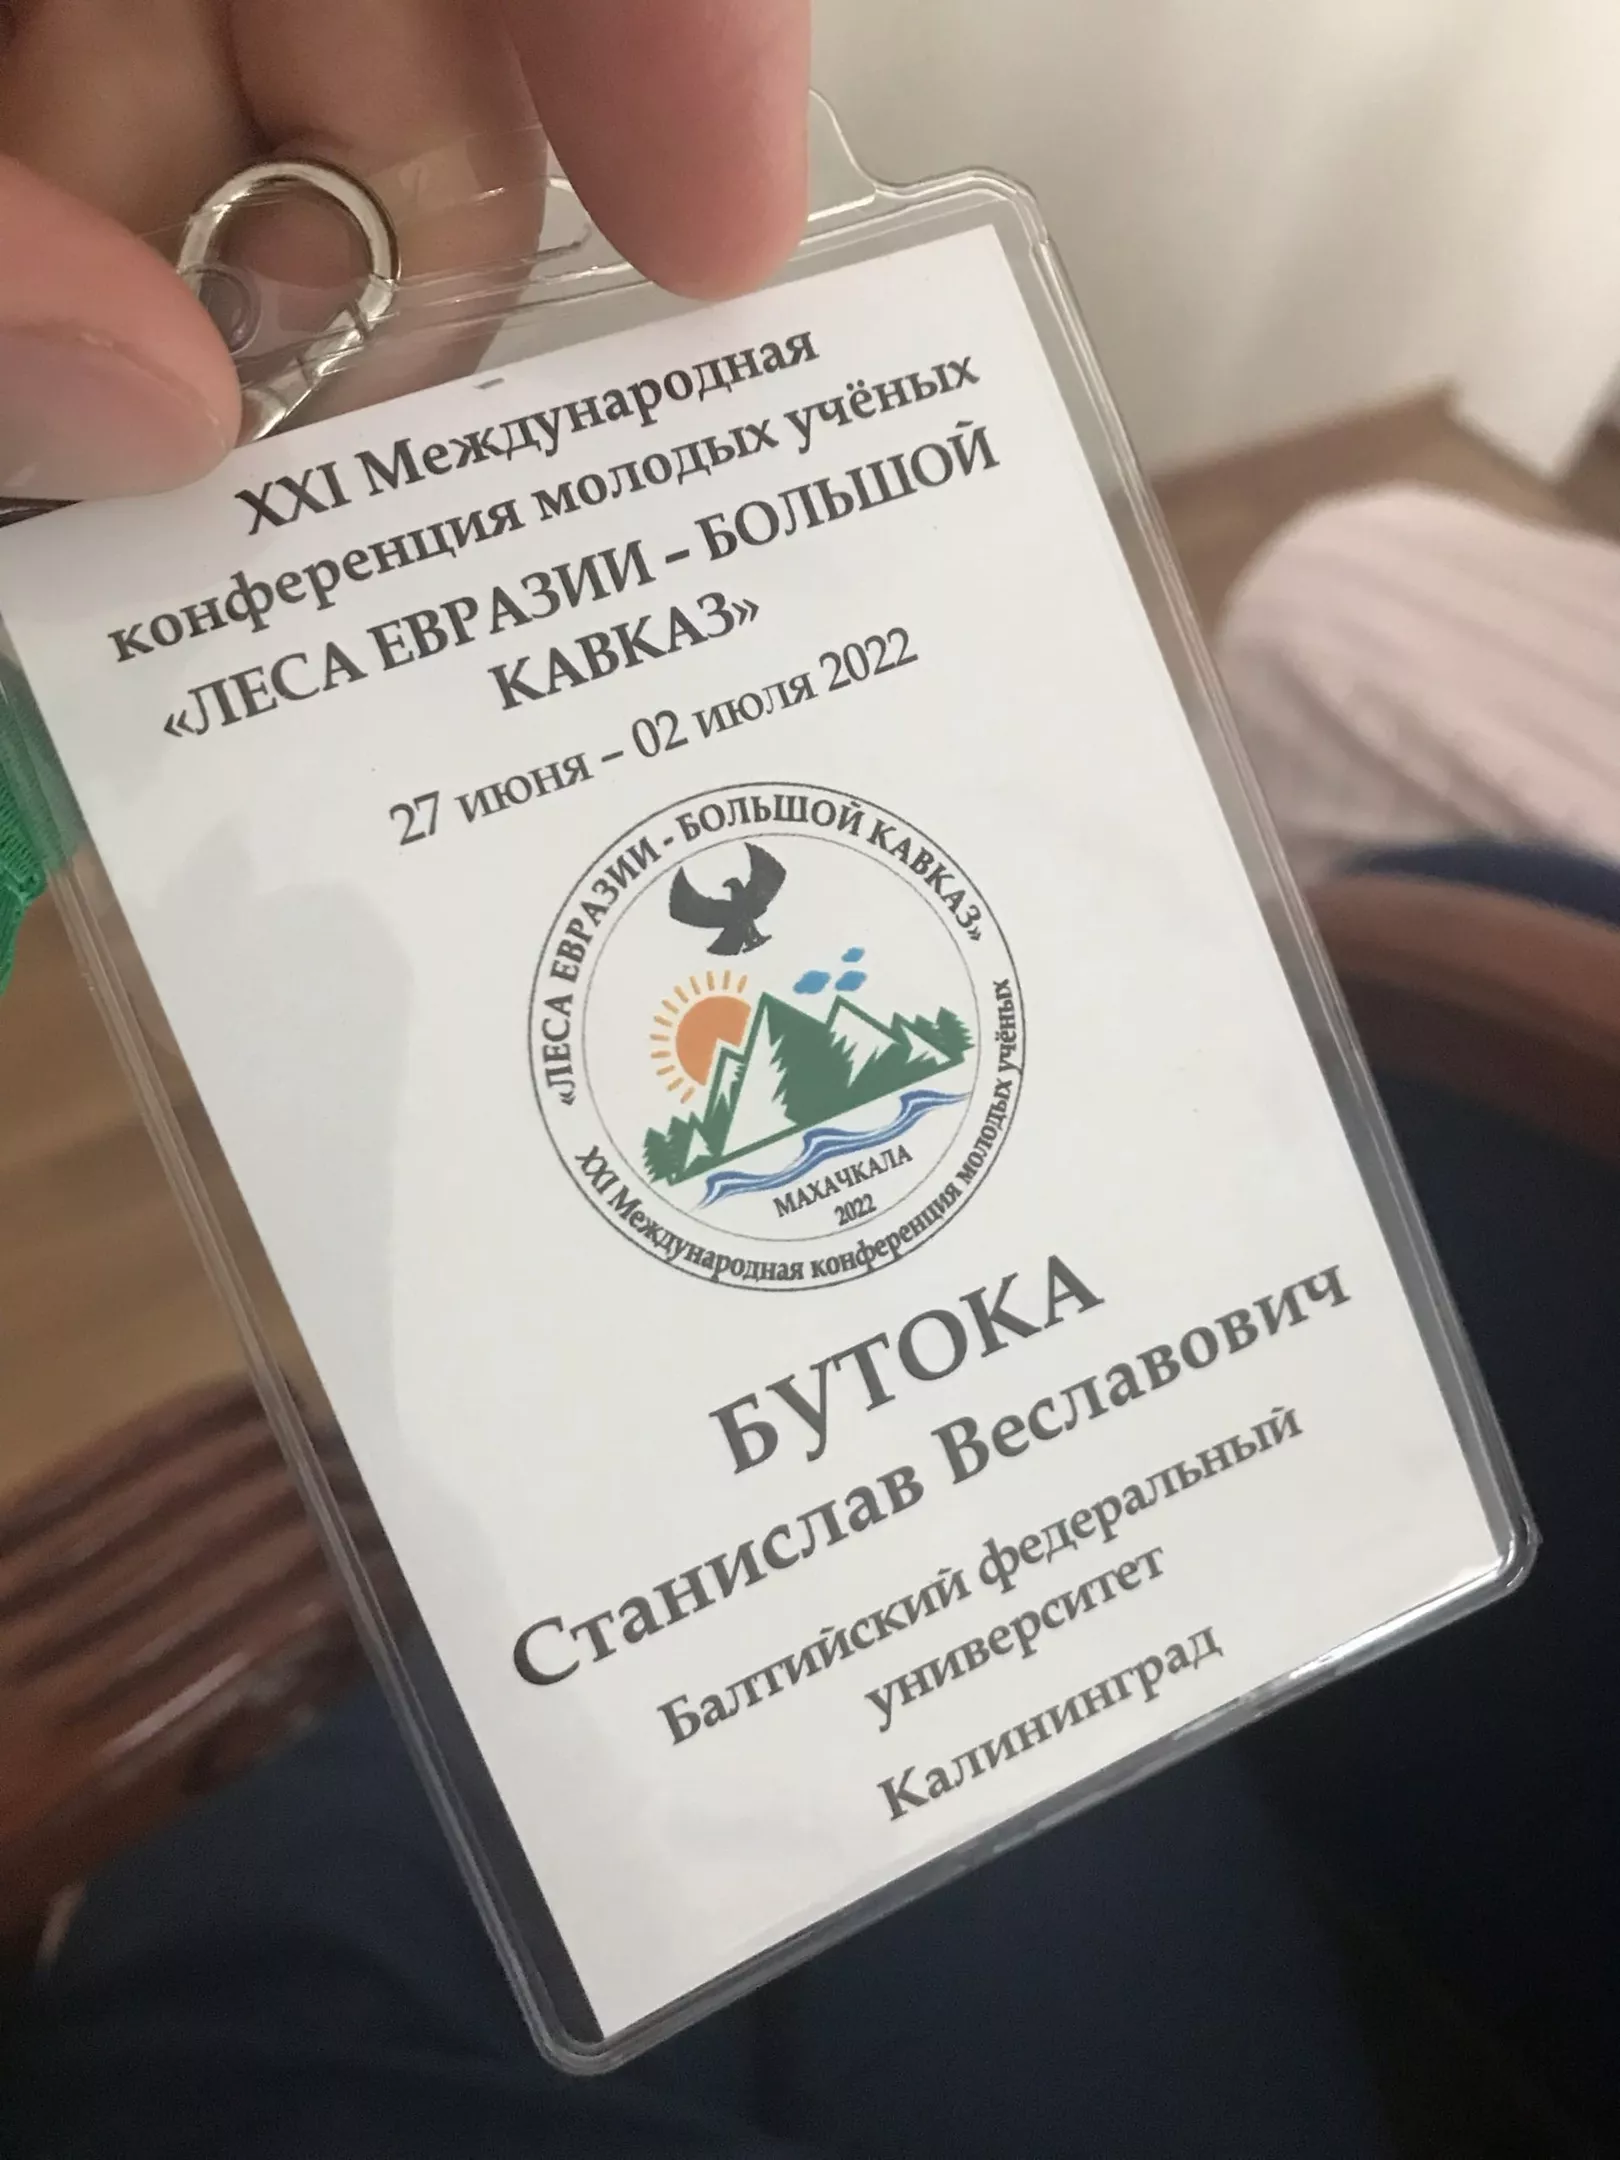 XXI Международная
конференция молодых учёных
«ЛЕСА ЕВРАЗИИ – БОЛЬШОЙ
КАВКАЗ»
27 июня – 02 июля 2022
«ЛЕСА ЕВРАЗИИ - БОЛЬШОЙ КАВКАЗ»
МАХАЧКАЛА
2022
XXI Международная конференция молодых учёных
БУТОКА
Станислав Веславович
Балтийский федеральный
университет
Калининград